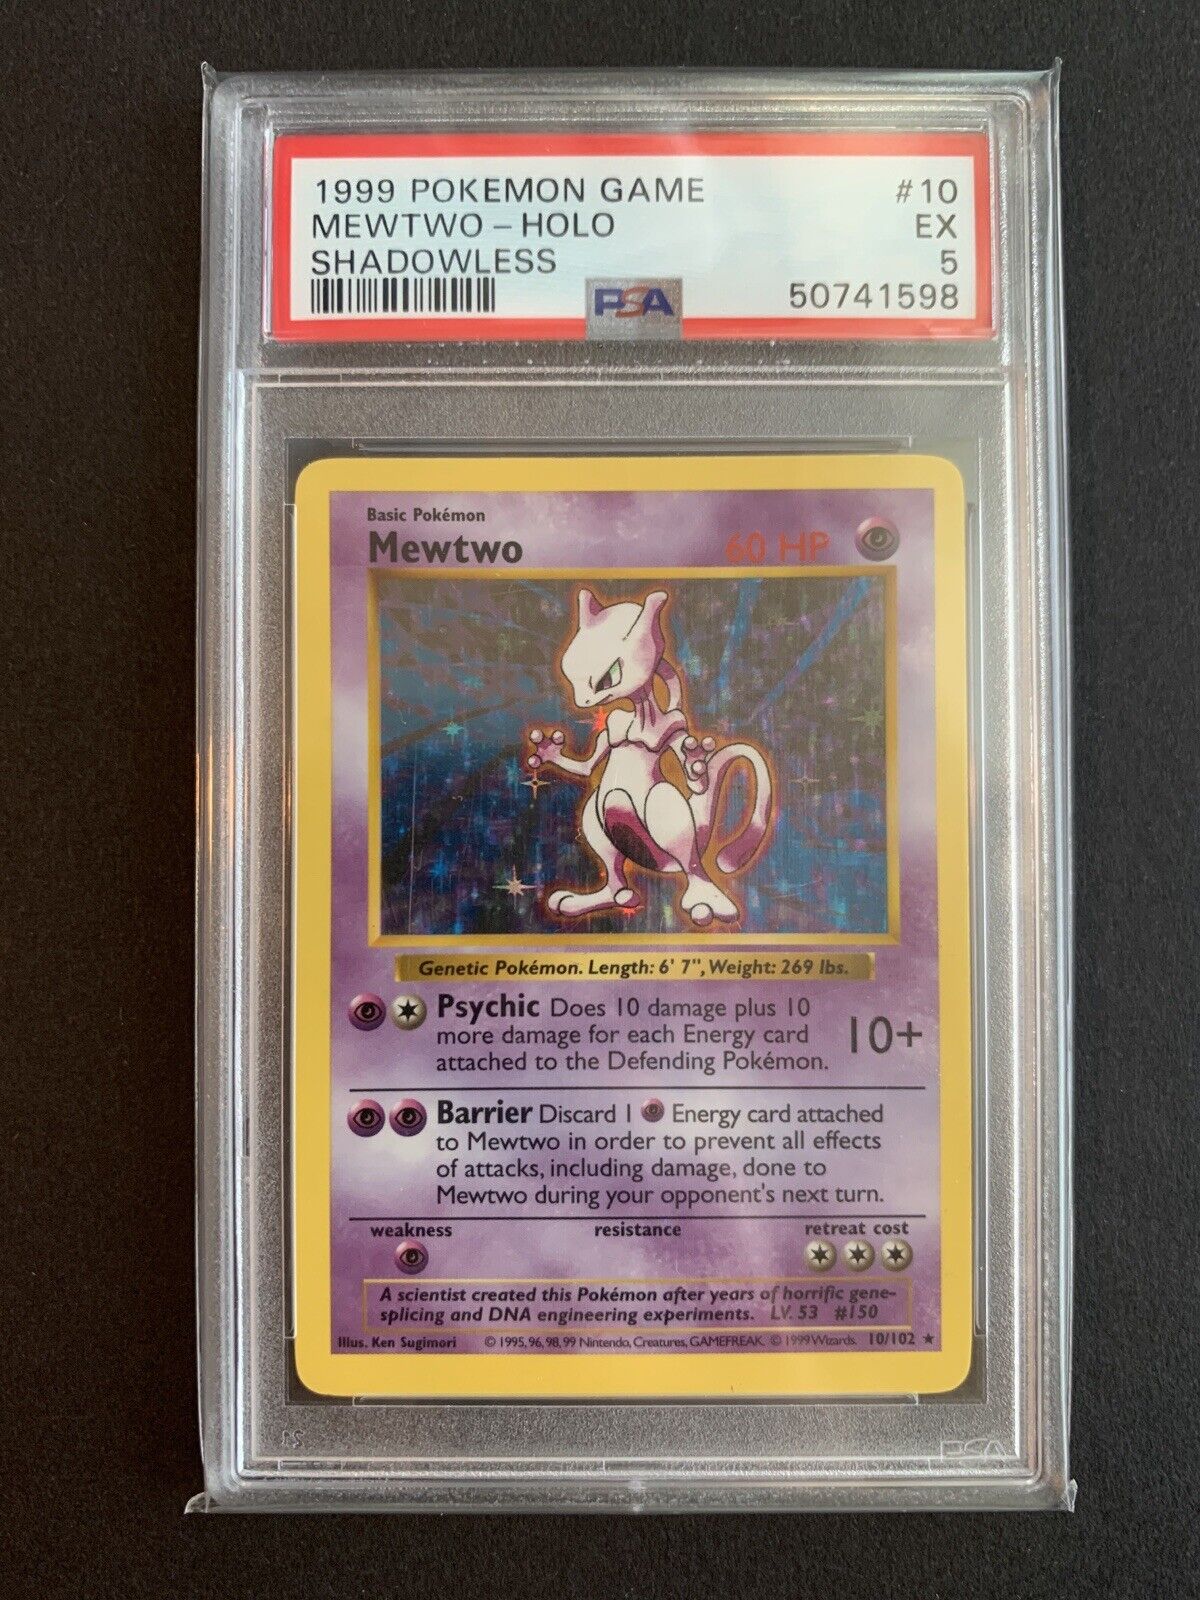 1999 POKEMON GAME #10
MEWTWO – HOLO EX
SHADOWLESS 5
PSA 50741598
Basic Pokémon
Mewtwo 60 HP
Genetic Pokémon. Length: 6' 7", Weight: 269 lbs.
Psychic Does 10 damage plus 10
more damage for each Energy card
attached to the Defending Pokémon.
10+
Barrier Discard 1 Energy card attached
to Mewtwo in order to prevent all effects
of attacks, including damage, done to
Mewtwo during your opponent's next turn.
weakness resistance retreat cost
A scientist created this Pokémon after years of horrific gene-
splicing and DNA engineering experiments. LV. 53 #150
Illus. Ken Sugimori © 1995, 96, 98, 99 Nintendo, Creatures, GAMEFREAK. © 1999 Wizards. 10/102 ★
PSA